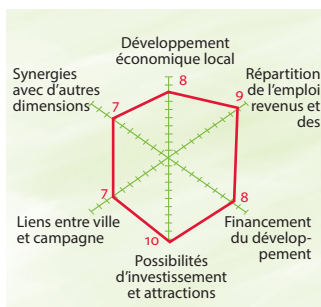 Développement
économique local
8
Répartition
de l'emploi
revenus et
des
9
Financement
du dévelop-
pement
8
Possibilités
d'investissement
et attractions
10
Liens entre ville
et campagne
7
Synergies
avec d'autres
dimensions
7